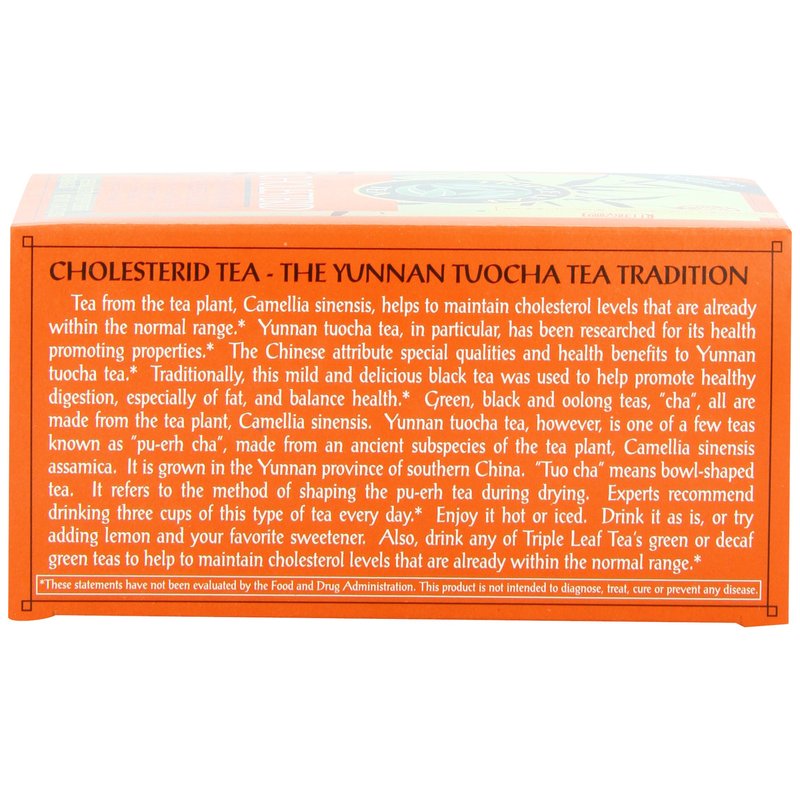 CHOLESTERID TEA - THE YUNNAN TUOCHA TEA TRADITION
Tea from the tea plant, Camellia sinensis, helps to maintain cholesterol levels that are already
within the normal range.* Yunnan tuocha tea, in particular, has been researched for its health
promoting properties.* The Chinese attribute special qualities and health benefits to Yunnan
tuocha tea.* Traditionally, this mild and delicious black tea was used to help promote healthy
digestion, especially of fat, and balance health.* Green, black and oolong teas, "cha", all are
made from the tea plant, Camellia sinensis. Yunnan tuocha tea, however, is one of a few teas
known as "pu-erh cha", made from an ancient subspecies of the tea plant, Camellia sinensis
assamica. It is grown in the Yunnan province of southern China. "Tuo cha" means bowl-shaped
tea. It refers to the method of shaping the pu-erh tea during drying. Experts recommend
drinking three cups of this type of tea every day.* Enjoy it hot or iced. Drink it as is, or try
adding lemon and your favorite sweetener. Also, drink any of Triple Leaf Tea's green or decaf
green teas to help to maintain cholesterol levels that are already within the normal range.*
*These statements have not been evaluated by the Food and Drug Administration. This product is not intended to diagnose, treat, cure or prevent any disease.